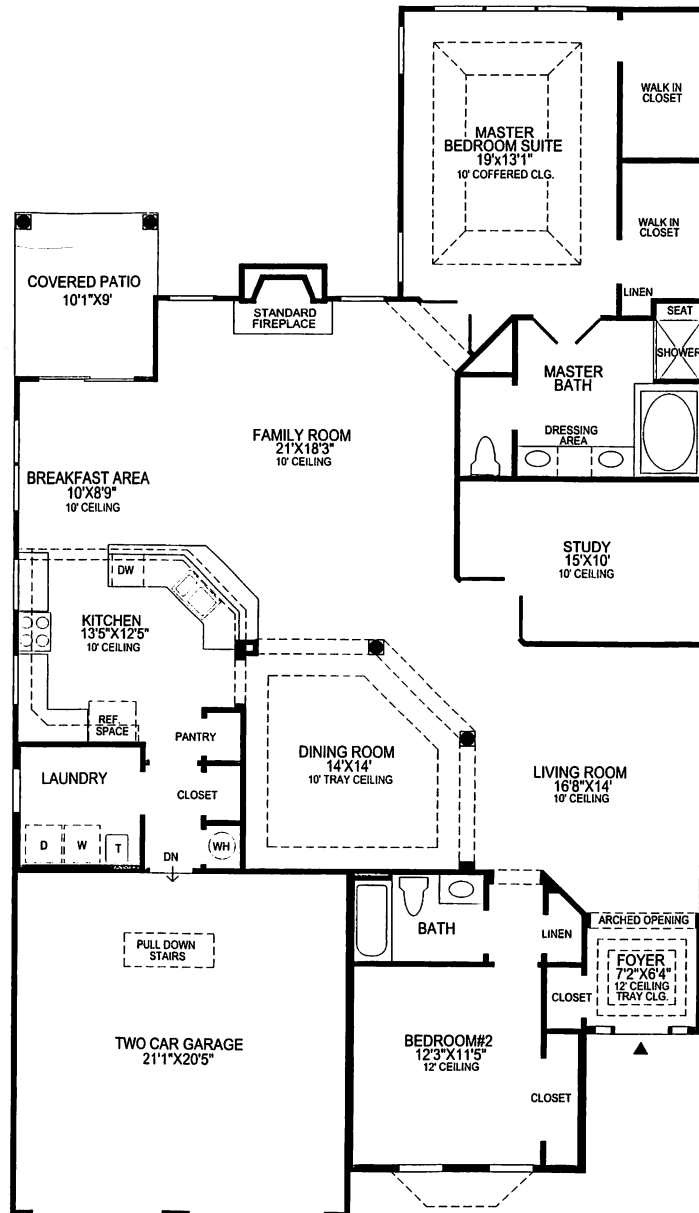 WALK IN
CLOSET
MASTER
BEDROOM SUITE
19'x13'1"
10' COFFERED CLG.
WALK IN
CLOSET
COVERED PATIO
10'1"X9'
LINEN
SEAT
STANDARD
FIREPLACE
SHOWER
MASTER
BATH
DRESSING
AREA
FAMILY ROOM
21'X18'3"
10' CEILING
BREAKFAST AREA
10'X8'9"
10' CEILING
STUDY
15'X10'
10' CEILING
DW
KITCHEN
13'5"X12'5"
10' CEILING
REF.
SPACE
PANTRY
DINING ROOM
14'X14'
10' TRAY CEILING
LIVING ROOM
16'8"X14'
10' CEILING
LAUNDRY
CLOSET
D
W
T
WH
DN
BATH
LINEN
ARCHED OPENING
PULL DOWN
STAIRS
FOYER
7'2"X6'4"
12' CEILING
TRAY CLG.
CLOSET
TWO CAR GARAGE
21'1"X20'5"
BEDROOM#2
12'3"X11'5"
12' CEILING
CLOSET